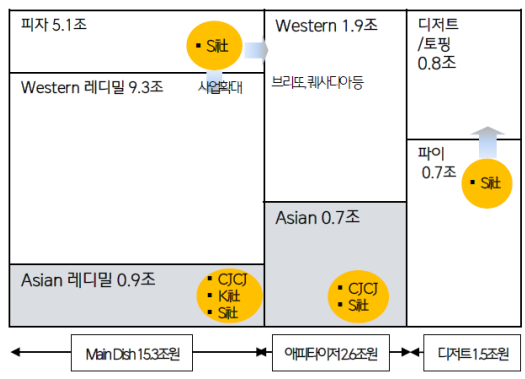 피자 5.1조
▪ S社
Western 1.9조
디저트
/토핑
0.8조
Western 레디밀 9.3조
사업확대
브리또, 퀘사디아 등
파이
0.7조
▪ S社
Asian 0.7조
Asian 레디밀 0.9조
▪ CJCJ
▪ K社
▪ S社
▪ CJCJ
▪ S社
Main Dish 15.3조원
애피타이저 2.6조원
디저트 1.5조원